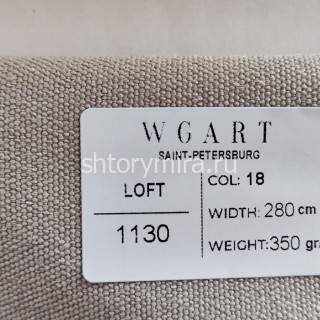 WGART
SAINT-PETERSBURG
LOFT
1130
COL: 18
WIDTH: 280 cm
WEIGHT:350 gr
shtorymira.ru